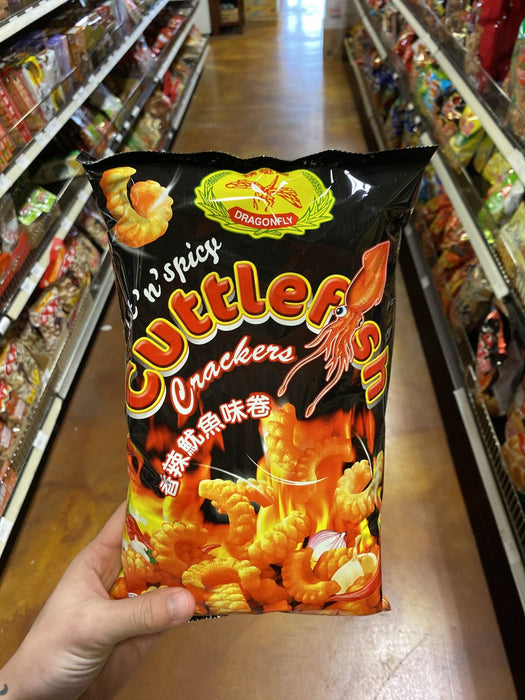 DRAGONFLY
'n' spicy
Cuttlefish
Crackers
香辣魷魚味卷